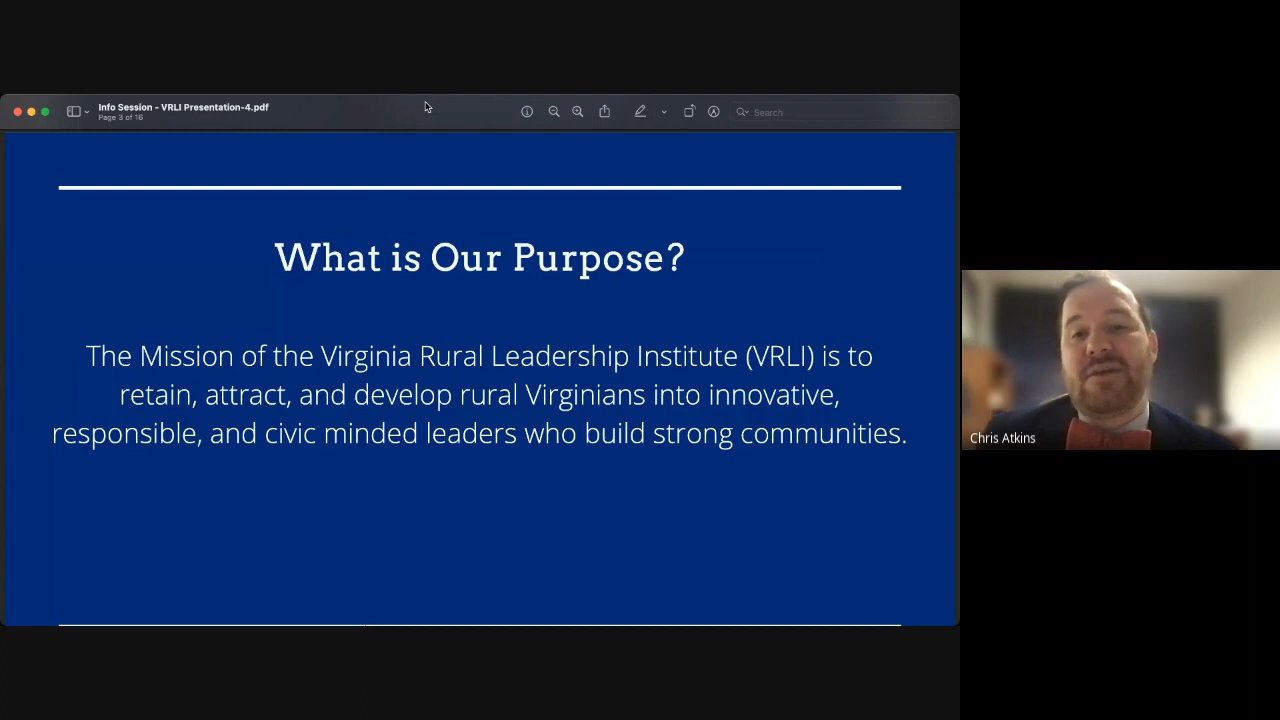 Info Session - VRLI Presentation-4.pdf
Page 3 of 16
Search
What is Our Purpose?
The Mission of the Virginia Rural Leadership Institute (VRLI) is to
retain, attract, and develop rural Virginians into innovative,
responsible, and civic minded leaders who build strong communities.
Chris Atkins